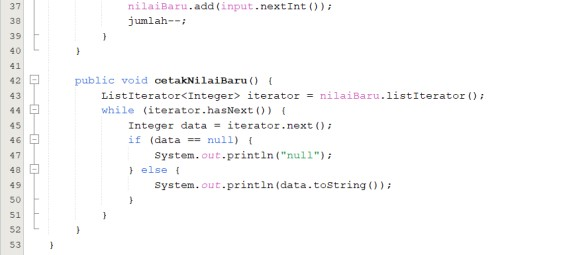 37 nilaiBaru.add(input.nextInt());
38 jumlah--;
39 }
40 }
41
42 public void cetakNilaiBaru() {
43 ListIterator<Integer> iterator = nilaiBaru.listIterator();
44 while (iterator.hasNext()) {
45 Integer data = iterator.next();
46 if (data == null) {
47 System.out.println("null");
48 } else {
49 System.out.println(data.toString());
50 }
51 }
52 }
53 }